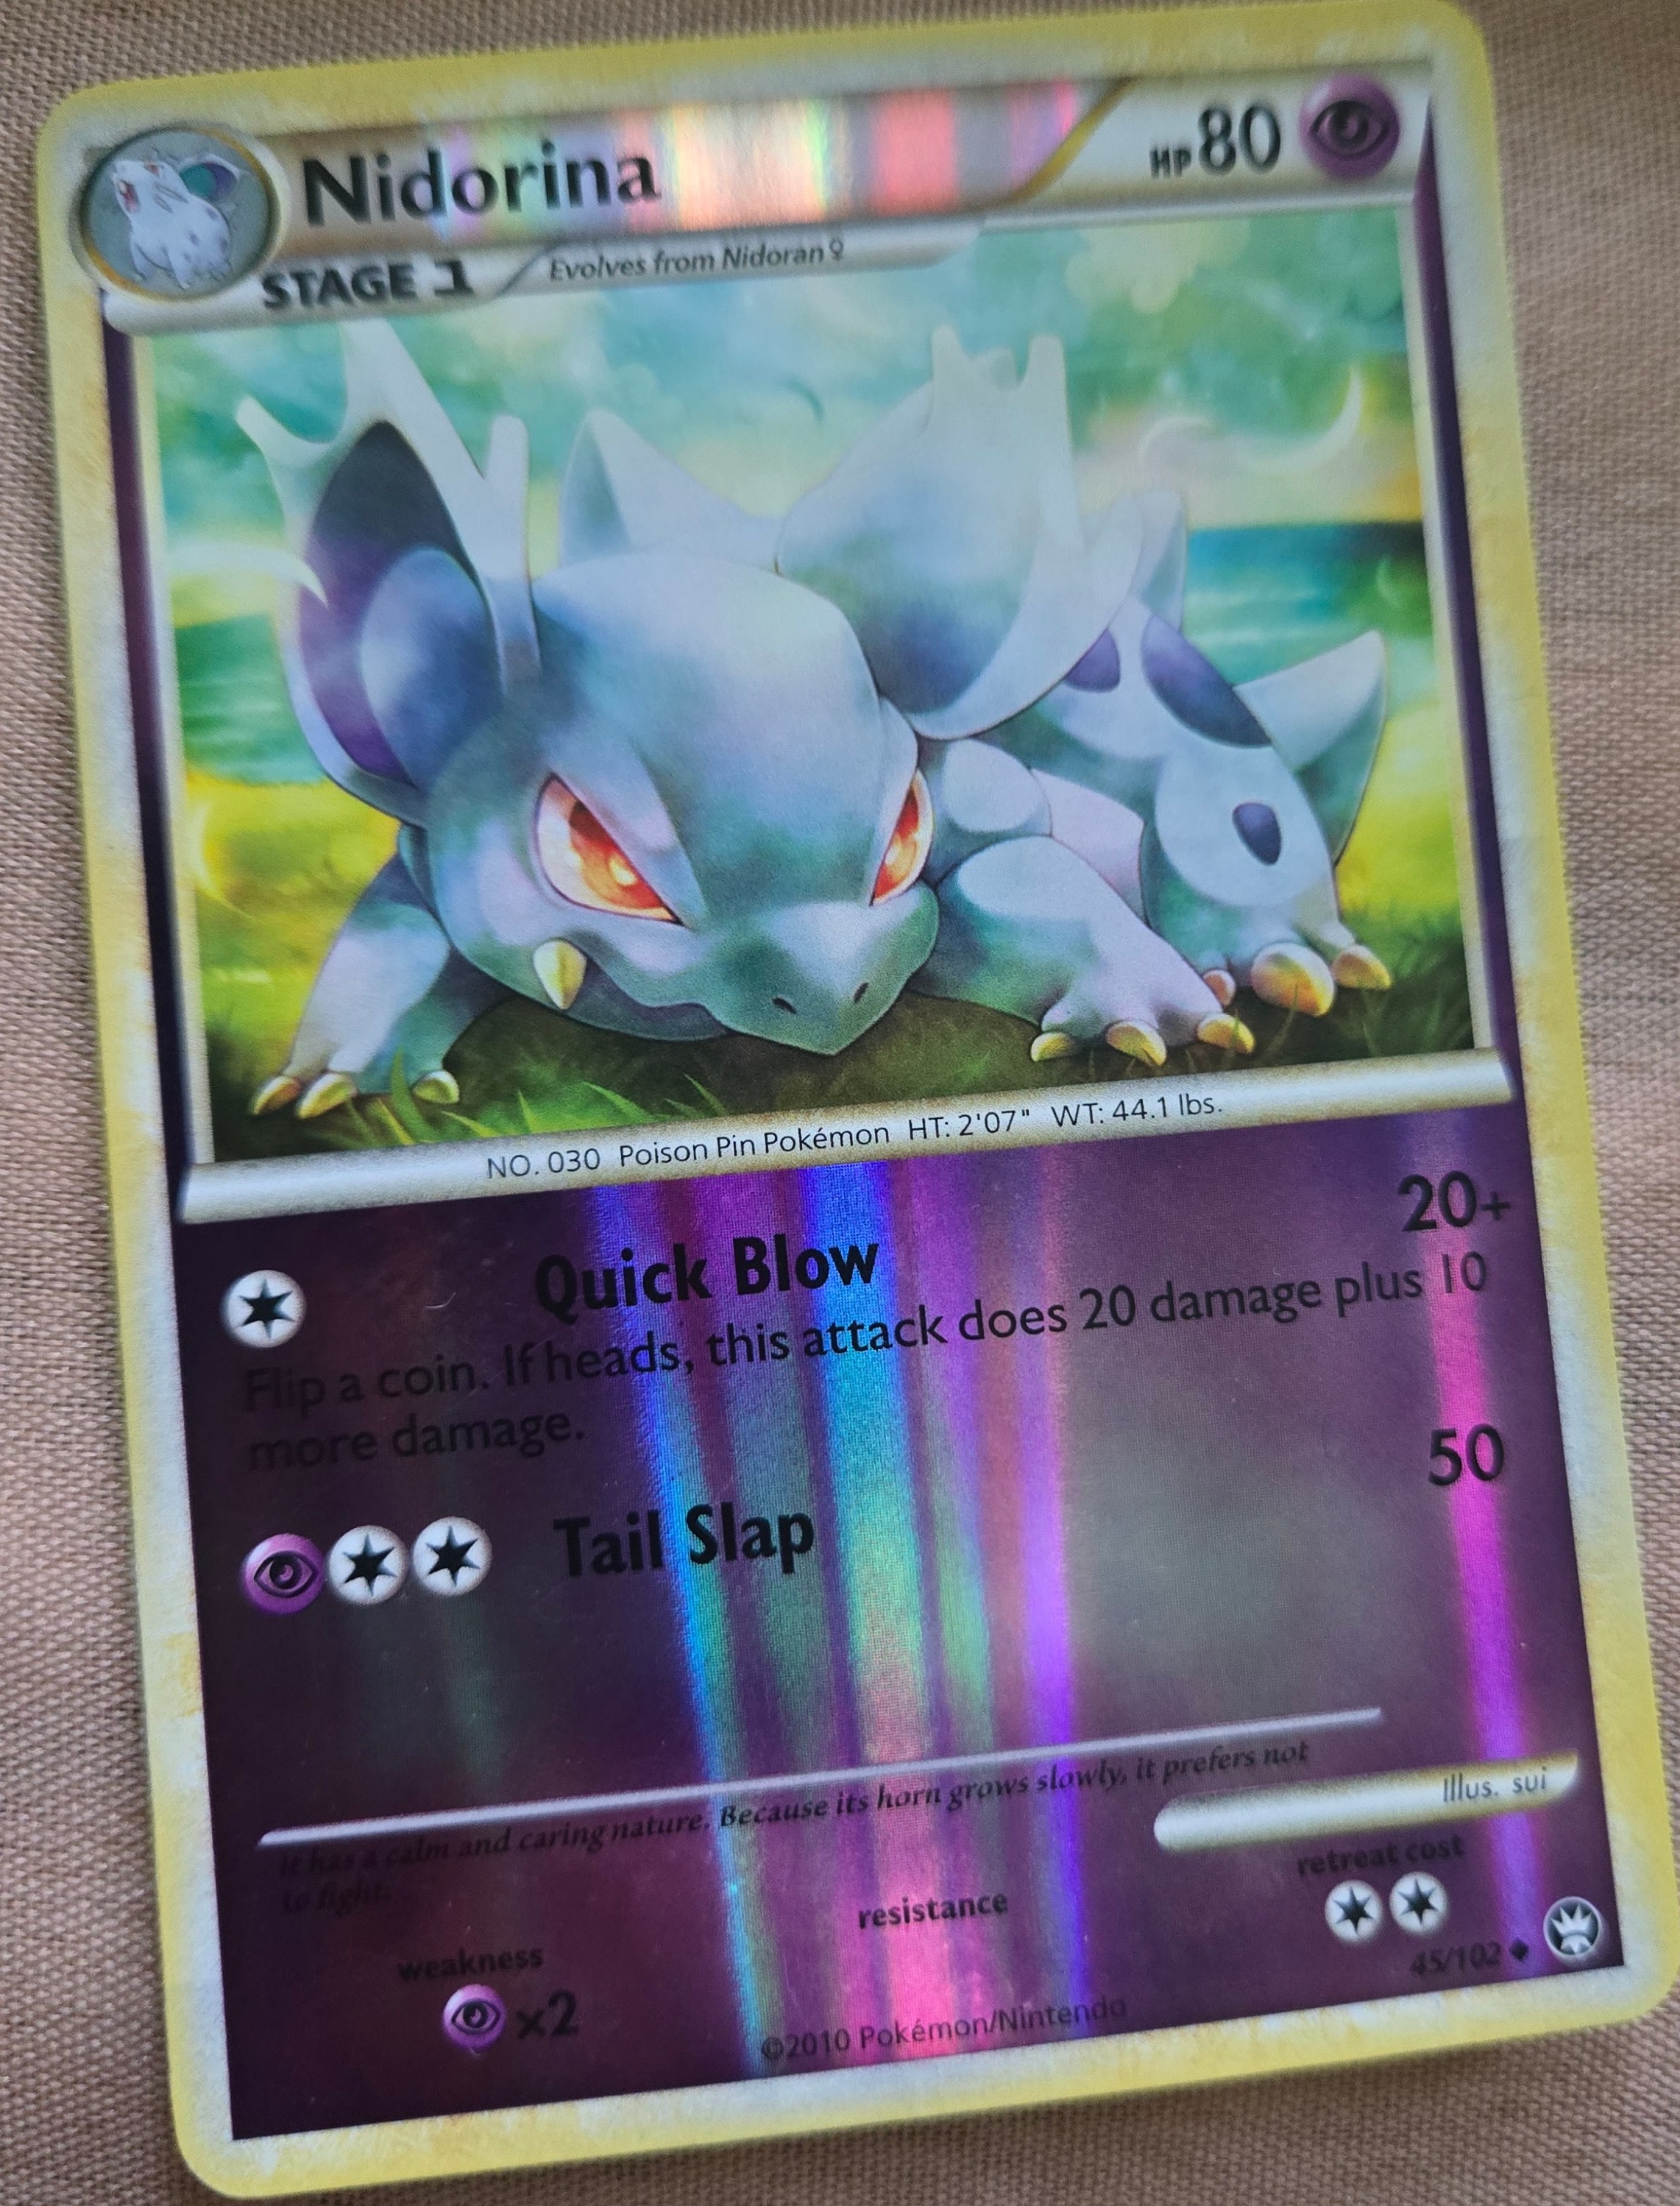 Nidorina
HP 80
STAGE 1
Evolves from Nidoran♀
NO. 030 Poison Pin Pokémon HT: 2'07" WT: 44.1 lbs.
Quick Blow 20+
Flip a coin. If heads, this attack does 20 damage plus 10
more damage.
Tail Slap 50
It has a calm and caring nature. Because its horn grows slowly, it prefers not
to fight.
Illus. sui
weakness
x2
resistance
retreat cost
45/102
©2010 Pokémon/Nintendo